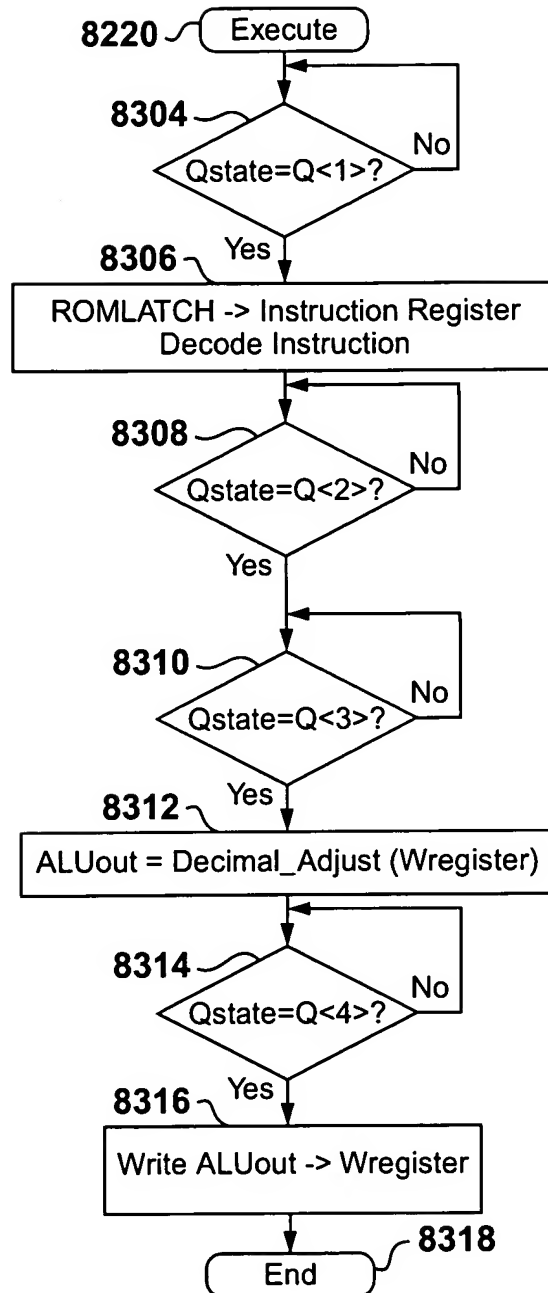 8220 Execute
8304
Qstate=Q<1>?
No
Yes
8306
ROMLATCH -> Instruction Register
Decode Instruction
8308
Qstate=Q<2>?
No
Yes
8310
Qstate=Q<3>?
No
Yes
8312
ALUout = Decimal_Adjust (Wregister)
8314
Qstate=Q<4>?
No
Yes
8316
Write ALUout -> Wregister
8318
End